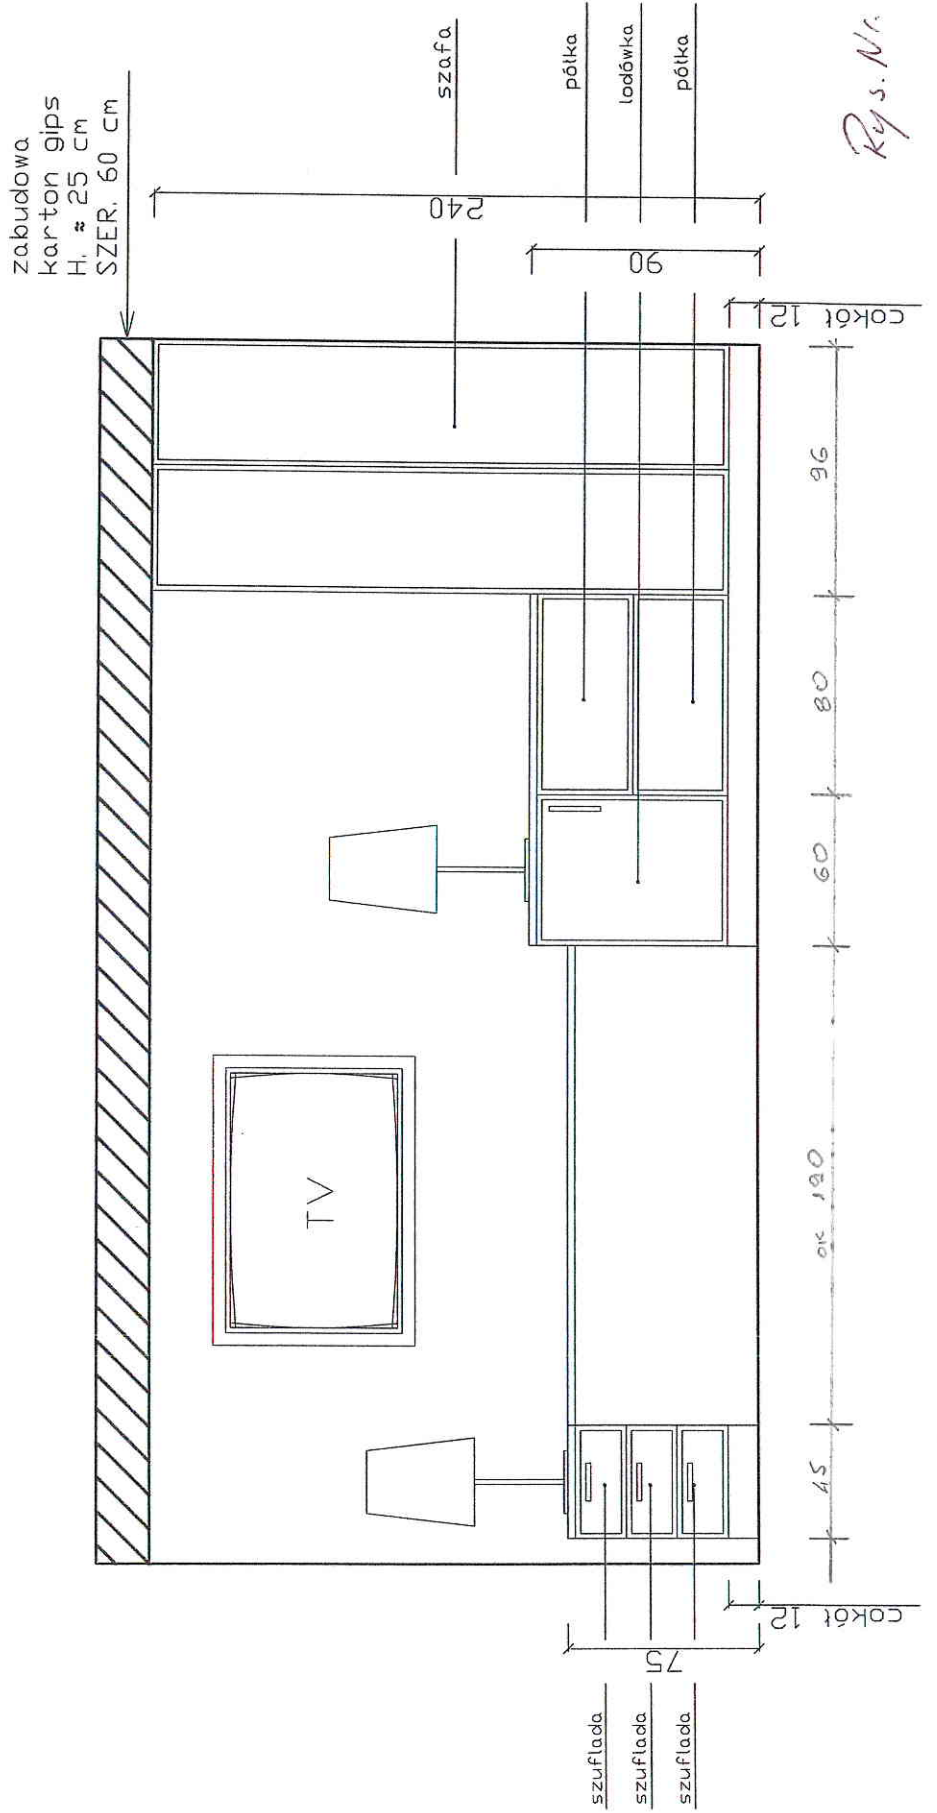 zabudowa
karton gips
H. ≈ 25 cm
SZER. 60 cm
szafa
240
półka
lodówka
półka
90
cokół 12
TV
szuflada
szuflada
szuflada
75
cokół 12
45
ok 190
60
80
96
Rys. Nr.